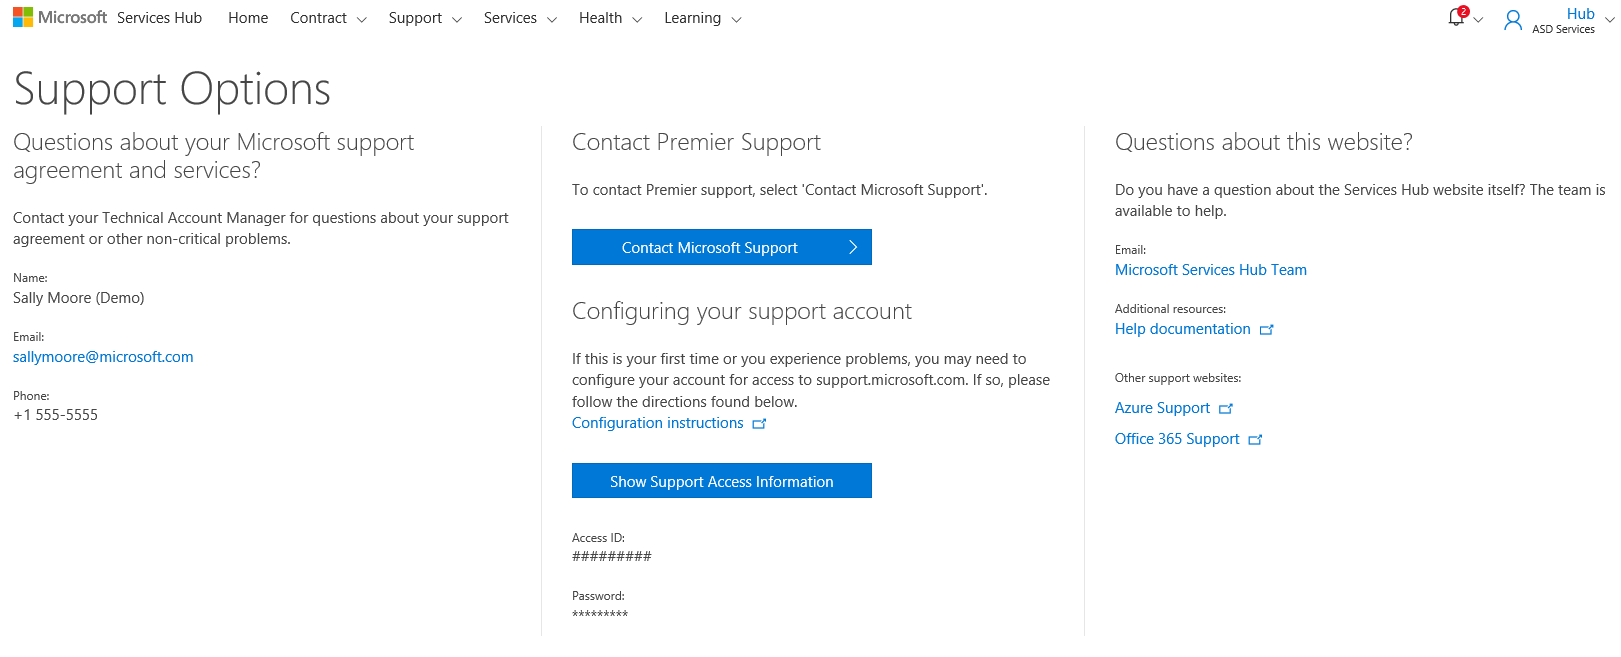 Microsoft Services Hub Home Contract Support Services Health Learning 2 Hub
ASD Services
Support Options
Questions about your Microsoft support
agreement and services?
Contact your Technical Account Manager for questions about your support
agreement or other non-critical problems.
Name:
Sally Moore (Demo)
Email:
sallymoore@microsoft.com
Phone:
+1 555-5555
Contact Premier Support
To contact Premier support, select 'Contact Microsoft Support'.
Contact Microsoft Support
Configuring your support account
If this is your first time or you experience problems, you may need to
configure your account for access to support.microsoft.com. If so, please
follow the directions found below.
Configuration instructions
Show Support Access Information
Access ID:
#########
Password:
*********
Questions about this website?
Do you have a question about the Services Hub website itself? The team is
available to help.
Email:
Microsoft Services Hub Team
Additional resources:
Help documentation
Other support websites:
Azure Support
Office 365 Support